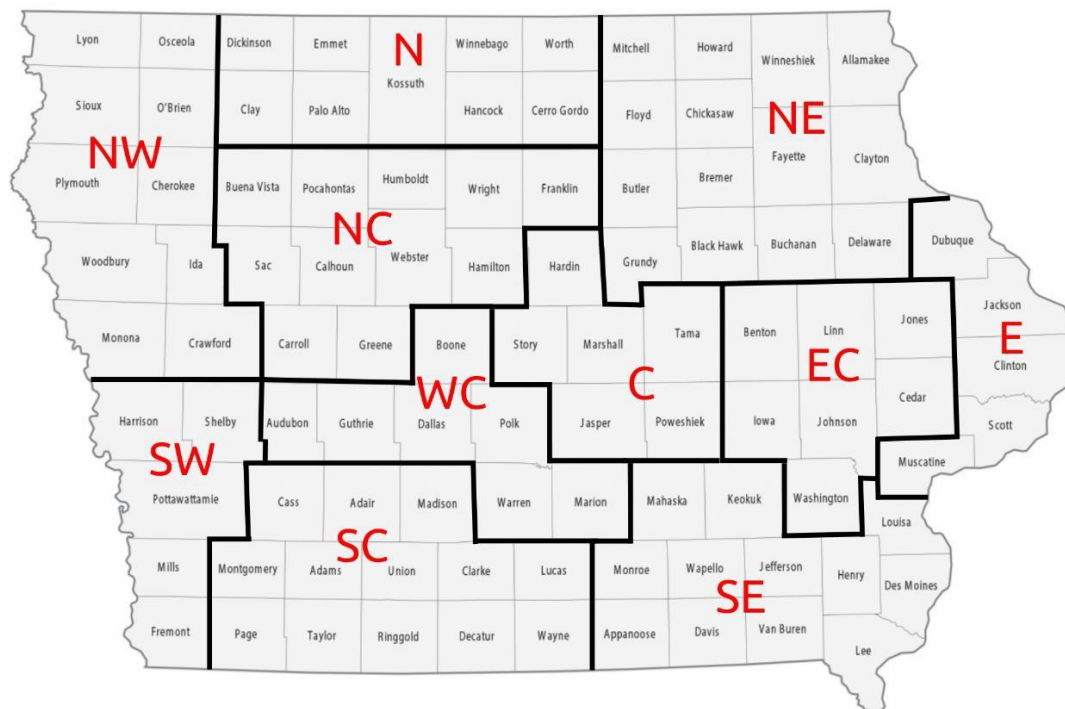 Lyon Osceola Dickinson Emmet N Winnebago Worth Mitchell Howard Winneshiek Allamakee
Kossuth
Sioux O'Brien Clay Palo Alto Hancock Cerro Gordo Floyd Chickasaw NE
NW Fayette Clayton
Plymouth Cherokee Buena Vista Pocahontas Humboldt Wright Franklin Butler Bremer
NC
Woodbury Ida Sac Calhoun Webster Hamilton Hardin Grundy Black Hawk Buchanan Delaware Dubuque
Jackson
Monona Crawford Carroll Greene Boone Story Marshall Tama Benton Linn Jones E
WC C EC Clinton
Harrison Shelby Audubon Guthrie Dallas Polk Jasper Poweshiek Iowa Johnson Cedar Scott
SW Muscatine
Pottawattamie Cass Adair Madison Warren Marion Mahaska Keokuk Washington Louisa
SC
Mills Montgomery Adams Union Clarke Lucas Monroe Wapello Jefferson Henry Des Moines
SE
Fremont Page Taylor Ringgold Decatur Wayne Appanoose Davis Van Buren Lee